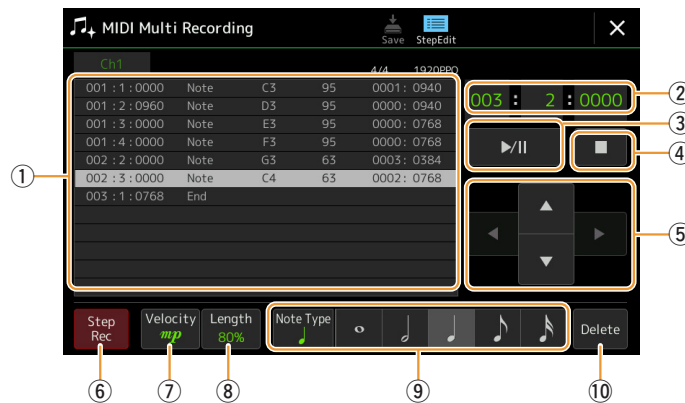 MIDI Multi Recording
Save
StepEdit
Ch1
4/4 1920PPQ
001 : 1 : 0000 Note C3 95 0001 : 0940
001 : 2 : 0960 Note D3 95 0000 : 0940
001 : 3 : 0000 Note E3 95 0000 : 0768
001 : 4 : 0000 Note F3 95 0000 : 0768
002 : 2 : 0000 Note G3 63 0003 : 0384
002 : 3 : 0000 Note C4 63 0002 : 0768
003 : 1 : 0768 End
003 : 2 : 0000
①
②
③
④
⑤
Step
Rec
Velocity
mp
Length
80%
Note Type
Delete
⑥
⑦
⑧
⑨
⑩